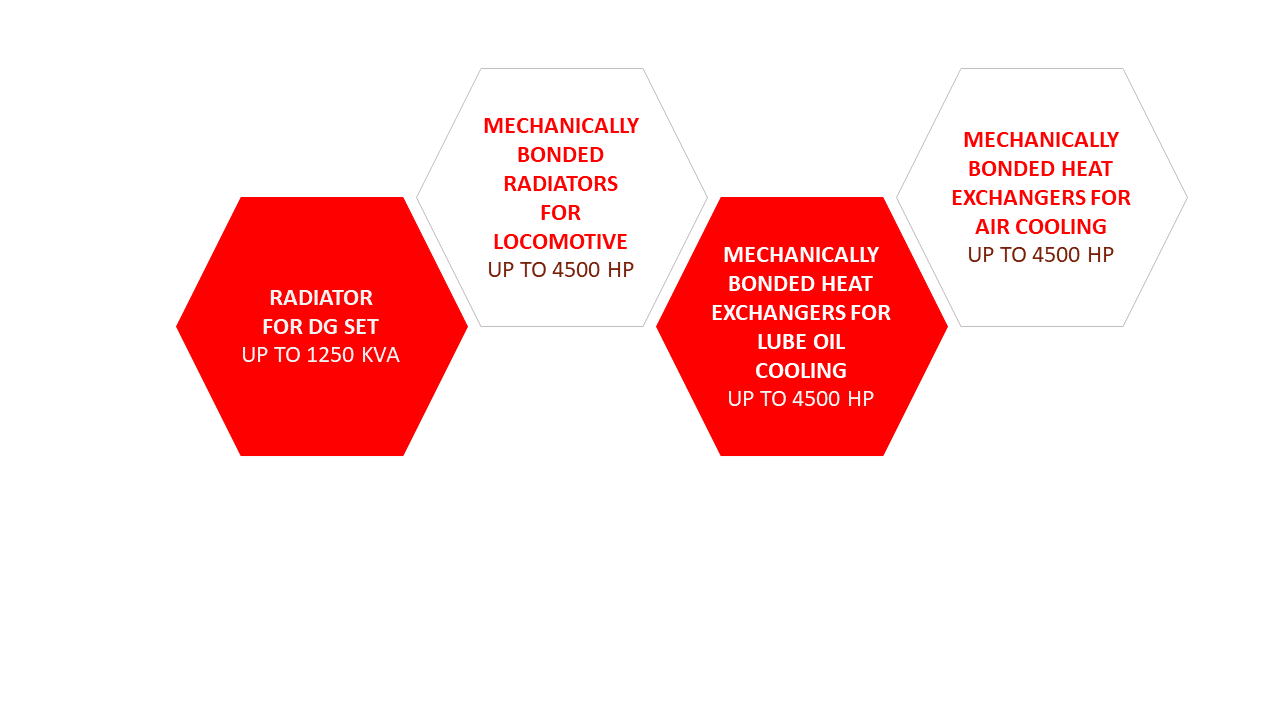 RADIATOR
FOR DG SET
UP TO 1250 KVA
MECHANICALLY
BONDED
RADIATORS
FOR
LOCOMOTIVE
UP TO 4500 HP
MECHANICALLY
BONDED HEAT
EXCHANGERS FOR
LUBE OIL
COOLING
UP TO 4500 HP
MECHANICALLY
BONDED HEAT
EXCHANGERS FOR
AIR COOLING
UP TO 4500 HP